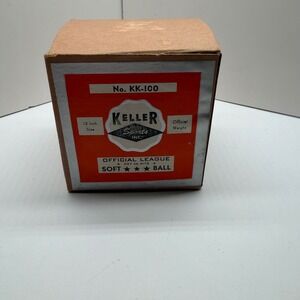 No. KK-100
KELLER
Sports
INC.
12 inch
Size
Official
Weight
OFFICIAL LEAGUE
SOFT ★ ★ ★ BALL